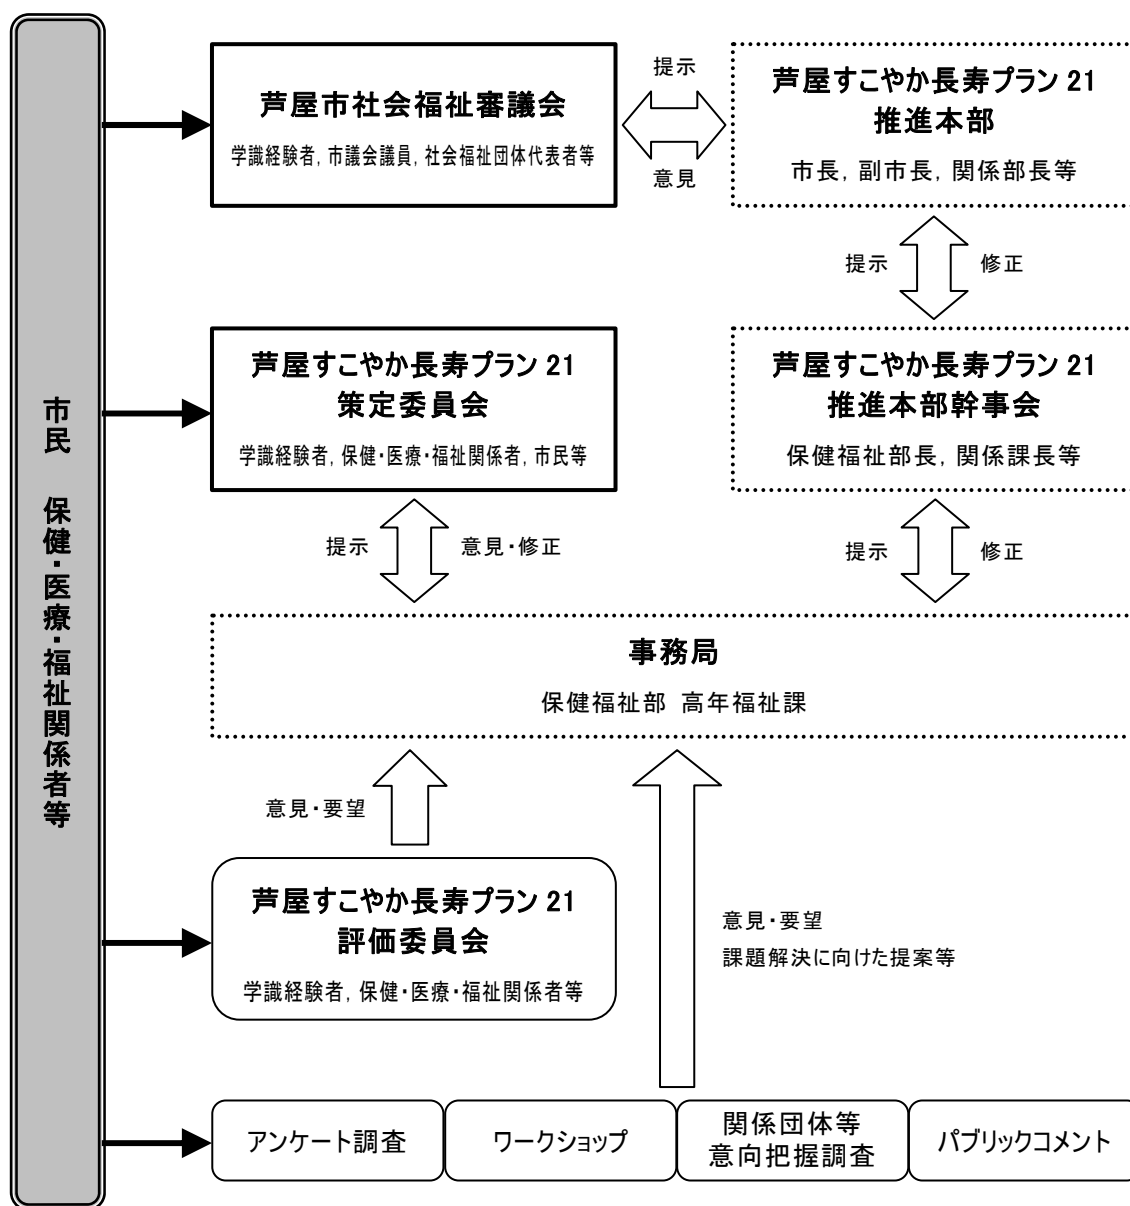 市民 保健・医療・福祉関係者等
芦屋市社会福祉審議会
学識経験者,市議会議員,社会福祉団体代表者等
提示
意見
芦屋すこやか長寿プラン 21
推進本部
市長,副市長,関係部長等
提示
修正
芦屋すこやか長寿プラン 21
策定委員会
学識経験者,保健・医療・福祉関係者,市民等
芦屋すこやか長寿プラン 21
推進本部幹事会
保健福祉部長,関係課長等
提示
意見・修正
提示
修正
事務局
保健福祉部 高年福祉課
意見・要望
芦屋すこやか長寿プラン 21
評価委員会
学識経験者,保健・医療・福祉関係者等
意見・要望
課題解決に向けた提案等
アンケート調査
ワークショップ
関係団体等
意向把握調査
パブリックコメント